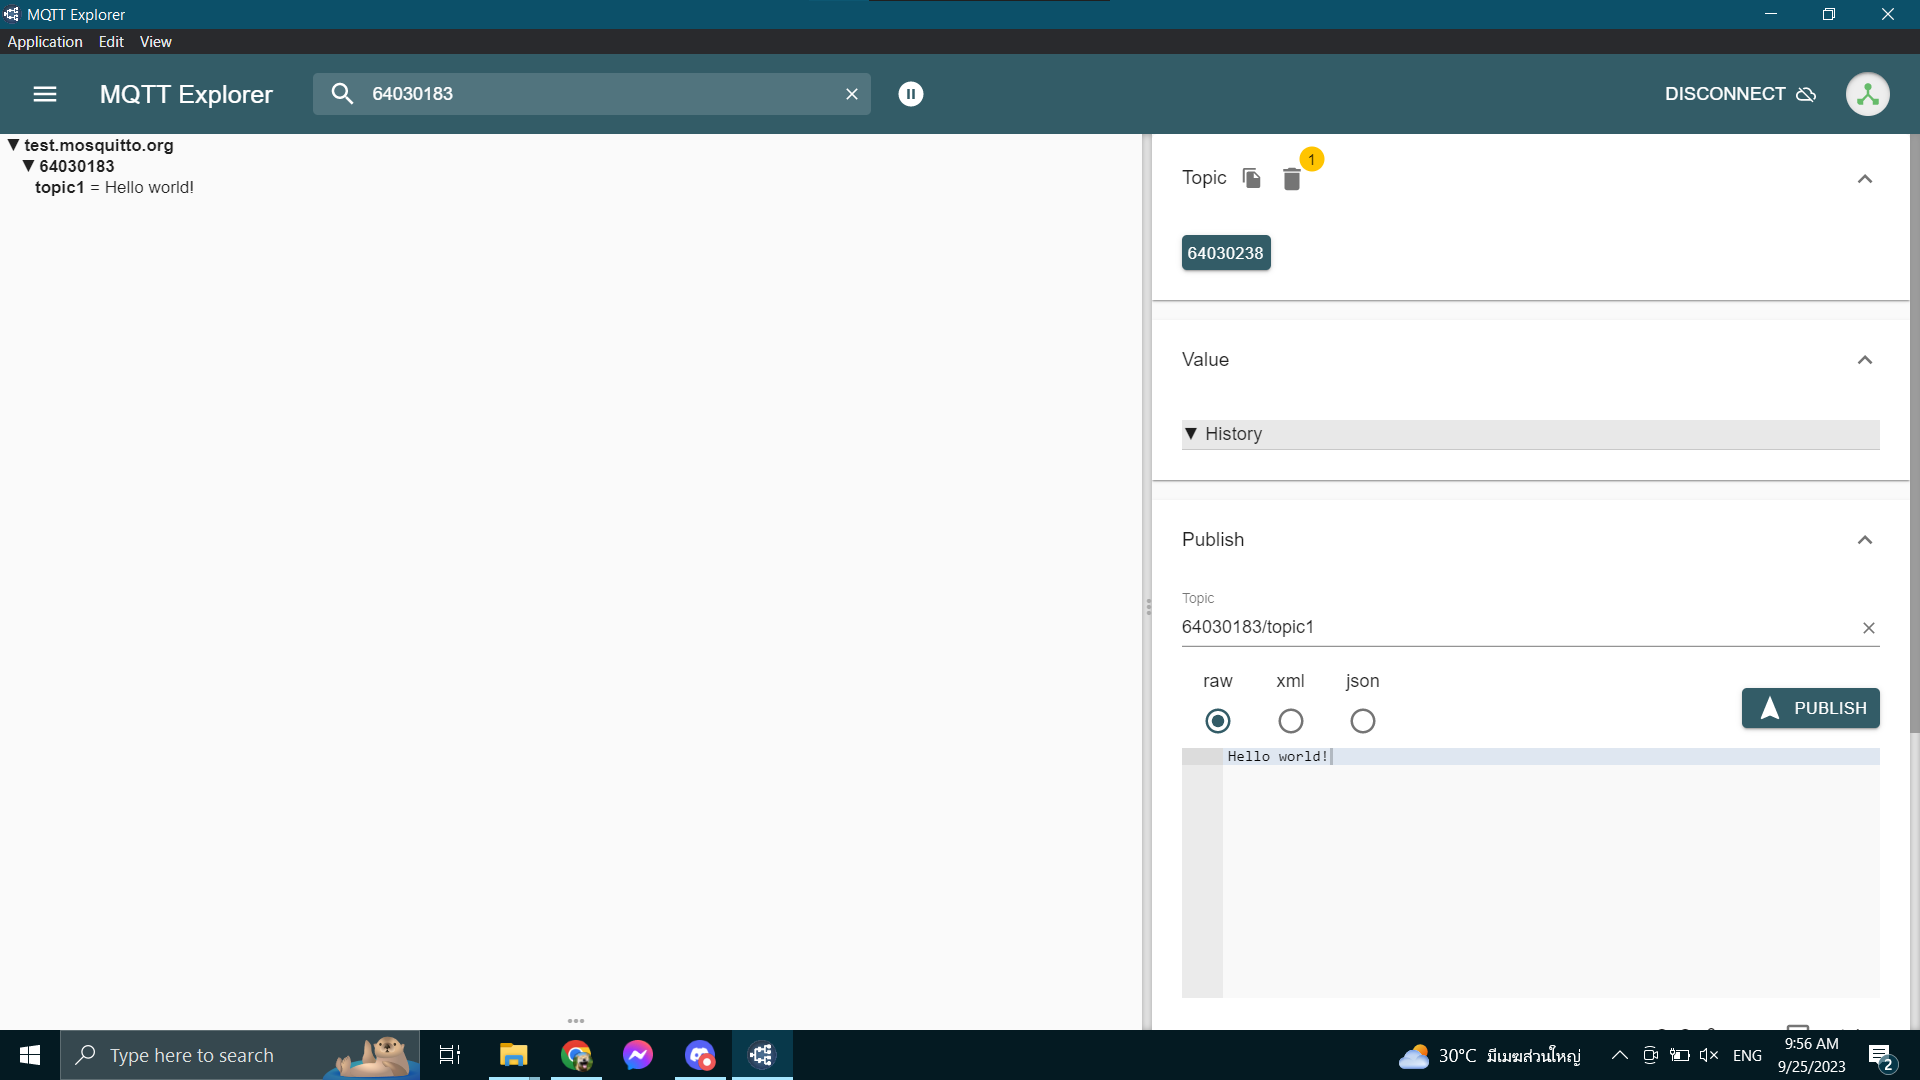 MQTT Explorer
Application Edit View
MQTT Explorer
64030183
DISCONNECT
▼ test.mosquitto.org
▼ 64030183
topic1 = Hello world!
Topic
1
64030238
Value
▼ History
Publish
Topic
64030183/topic1
raw xml json
PUBLISH
Hello world!
Type here to search
30°C มีเมฆส่วนใหญ่
ENG
9:56 AM
9/25/2023
2